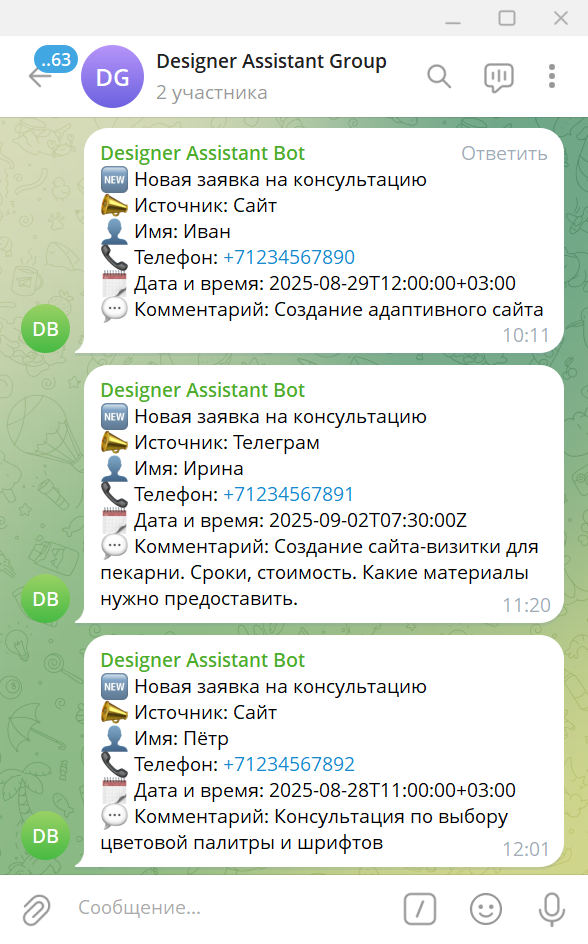 ..63
DG
Designer Assistant Group
2 участника
Designer Assistant Bot
Ответить
NEW Новая заявка на консультацию
Источник: Сайт
Имя: Иван
Телефон: +71234567890
Дата и время: 2025-08-29T12:00:00+03:00
Комментарий: Создание адаптивного сайта
10:11
DB
Designer Assistant Bot
NEW Новая заявка на консультацию
Источник: Телеграм
Имя: Ирина
Телефон: +71234567891
Дата и время: 2025-09-02T07:30:00Z
Комментарий: Создание сайта-визитки для
пекарни. Сроки, стоимость. Какие материалы
нужно предоставить.
11:20
DB
Designer Assistant Bot
NEW Новая заявка на консультацию
Источник: Сайт
Имя: Пётр
Телефон: +71234567892
Дата и время: 2025-08-28T11:00:00+03:00
Комментарий: Консультация по выбору
цветовой палитры и шрифтов
12:01
DB
Сообщение...